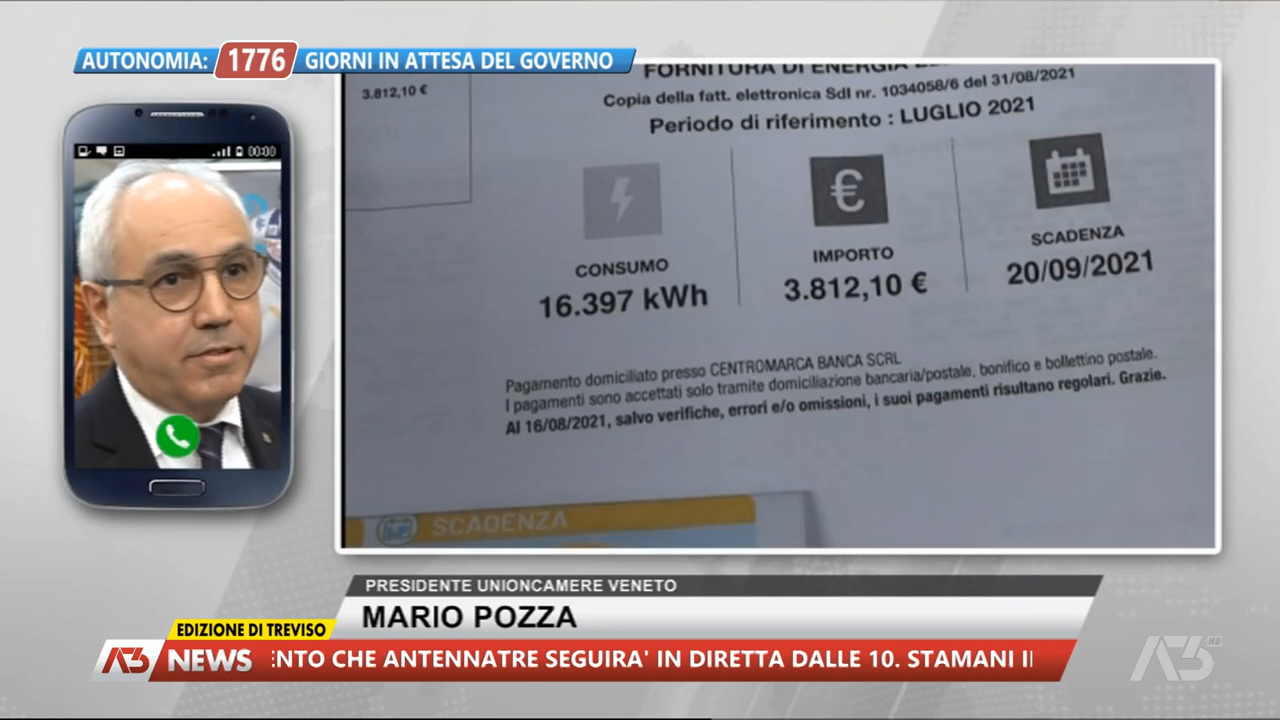 AUTONOMIA: 1776 GIORNI IN ATTESA DEL GOVERNO
00:00
3.812,10 €
FORNITURA DI ENERGIA
Copia della fatt. elettronica SdI nr. 1034058/6 del 31/08/2021
Periodo di riferimento : LUGLIO 2021
CONSUMO
16.397 kWh
€
IMPORTO
3.812,10 €
SCADENZA
20/09/2021
Pagamento domiciliato presso CENTROMARCA BANCA SCRL
I pagamenti sono accettati solo tramite domiciliazione bancaria/postale, bonifico e bollettino postale.
Al 16/08/2021, salvo verifiche, errori e/o omissioni, i suoi pagamenti risultano regolari. Grazie.
SCADENZA
PRESIDENTE UNIONCAMERE VENETO
MARIO POZZA
EDIZIONE DI TREVISO
A3 NEWS
ENTO CHE ANTENNATRE SEGUIRA' IN DIRETTA DALLE 10. STAMANI
A3 HD